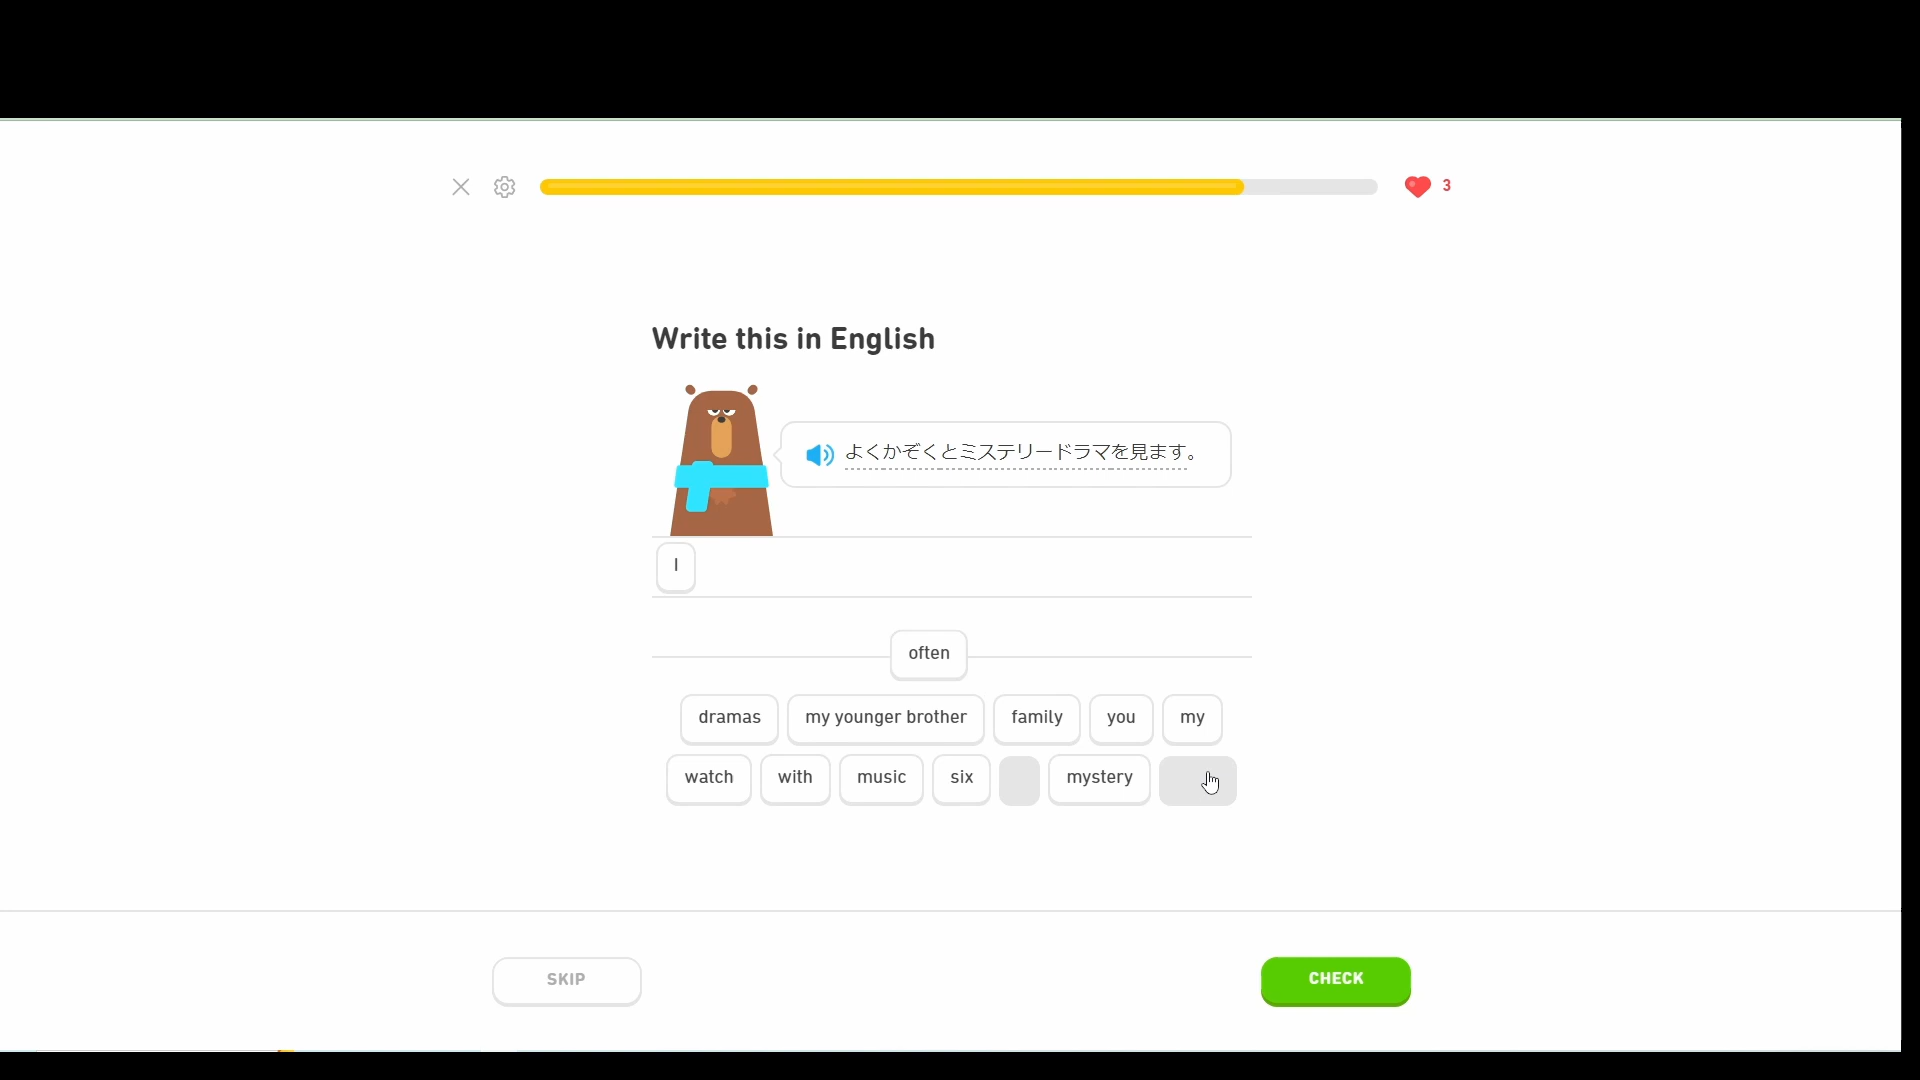 3
Write this in English
よくかぞくとミステリードラマを見ます。
I
often
dramas my younger brother family you my
watch with music six mystery
SKIP CHECK